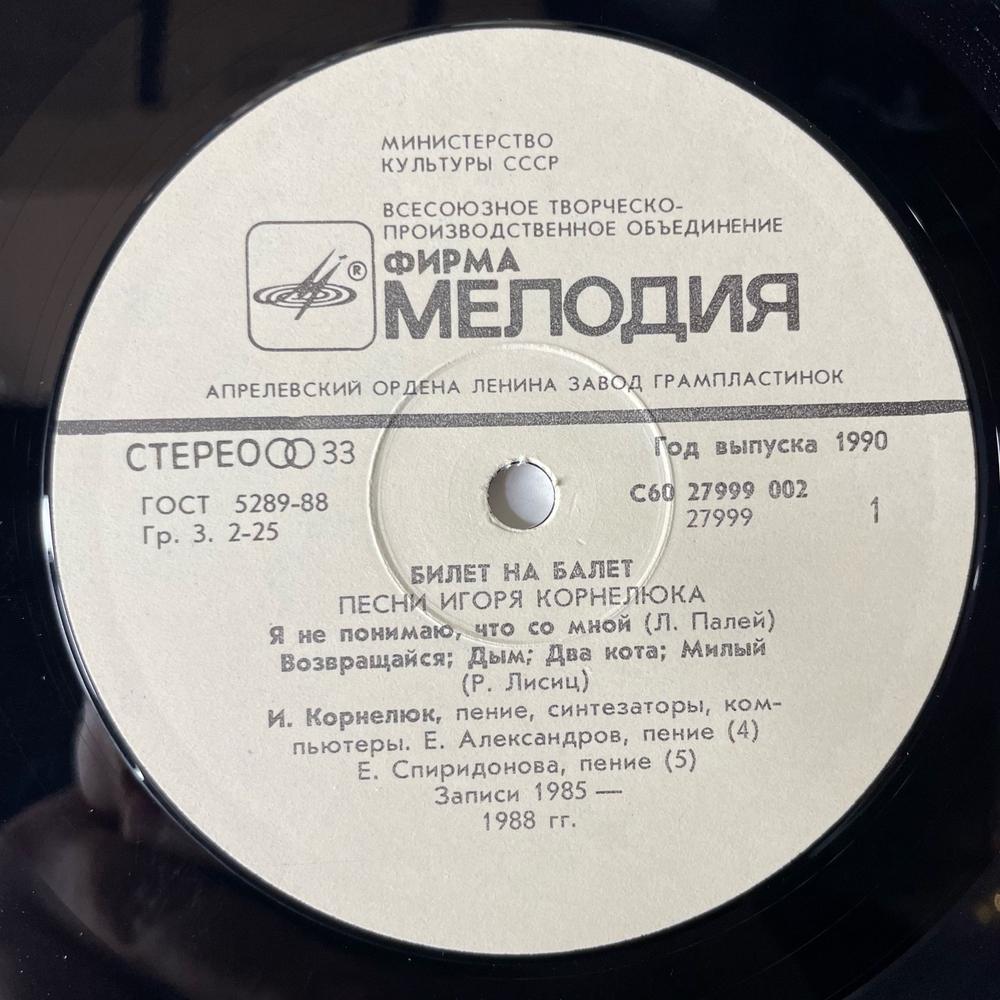 МИНИСТЕРСТВО
КУЛЬТУРЫ СССР
ВСЕСОЮЗНОЕ ТВОРЧЕСКО-
ПРОИЗВОДСТВЕННОЕ ОБЪЕДИНЕНИЕ
ФИРМА
®
МЕЛОДИЯ
АПРЕЛЕВСКИЙ ОРДЕНА ЛЕНИНА ЗАВОД ГРАМПЛАСТИНОК
СТЕРЕО 33
Год выпуска 1990
ГОСТ 5289-88
С60 27999 002
Гр. 3. 2-25
27999
1
БИЛЕТ НА БАЛЕТ
ПЕСНИ ИГОРЯ КОРНЕЛЮКА
Я не понимаю, что со мной (Л. Палей)
Возвращайся; Дым; Два кота; Милый
(Р. Лисиц)
И. Корнелюк, пение, синтезаторы, ком-
пьютеры. Е. Александров, пение (4)
Е. Спиридонова, пение (5)
Записи 1985 —
1988 гг.